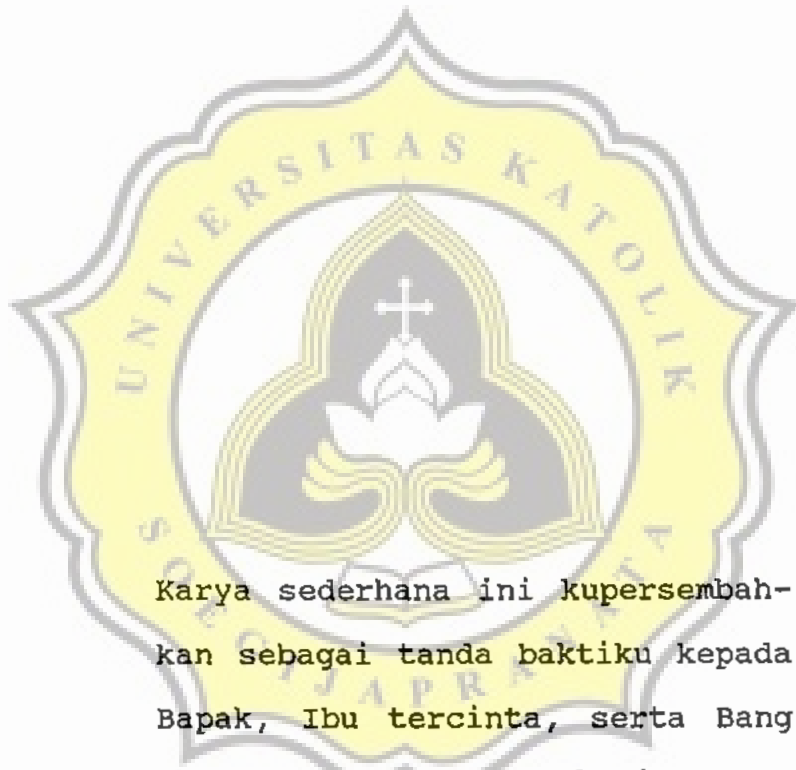 UNIVERSITAS KATOLIK
SOEGIJAPRANATA
Karya sederhana ini kupersembah-
kan sebagai tanda baktiku kepada
Bapak, Ibu tercinta, serta Bang